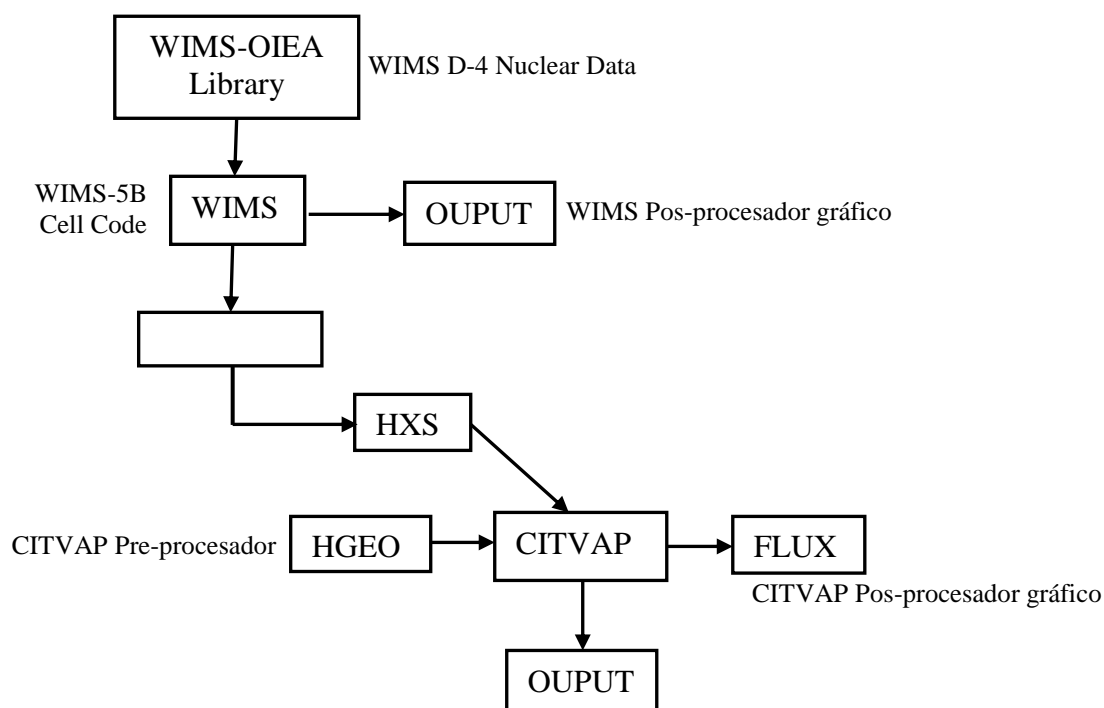 WIMS-OIEA
Library
WIMS D-4 Nuclear Data
WIMS-5B
Cell Code
WIMS
OUPUT
WIMS Pos-procesador gráfico
HXS
CITVAP Pre-procesador
HGEO
CITVAP
FLUX
CITVAP Pos-procesador gráfico
OUPUT